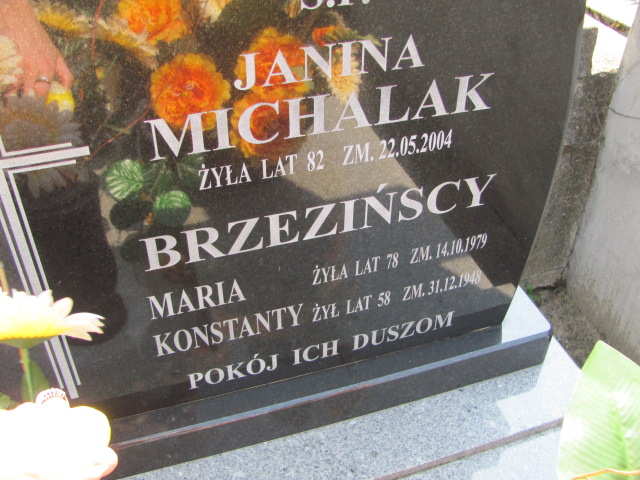 Ś.P.
JANINA
MICHALAK
ŻYŁA LAT 82 ZM. 22.05.2004
BRZEZIŃSCY
MARIA ŻYŁA LAT 78 ZM. 14.10.1979
KONSTANTY ŻYŁ LAT 58 ZM. 31.12.1948
POKÓJ ICH DUSZOM